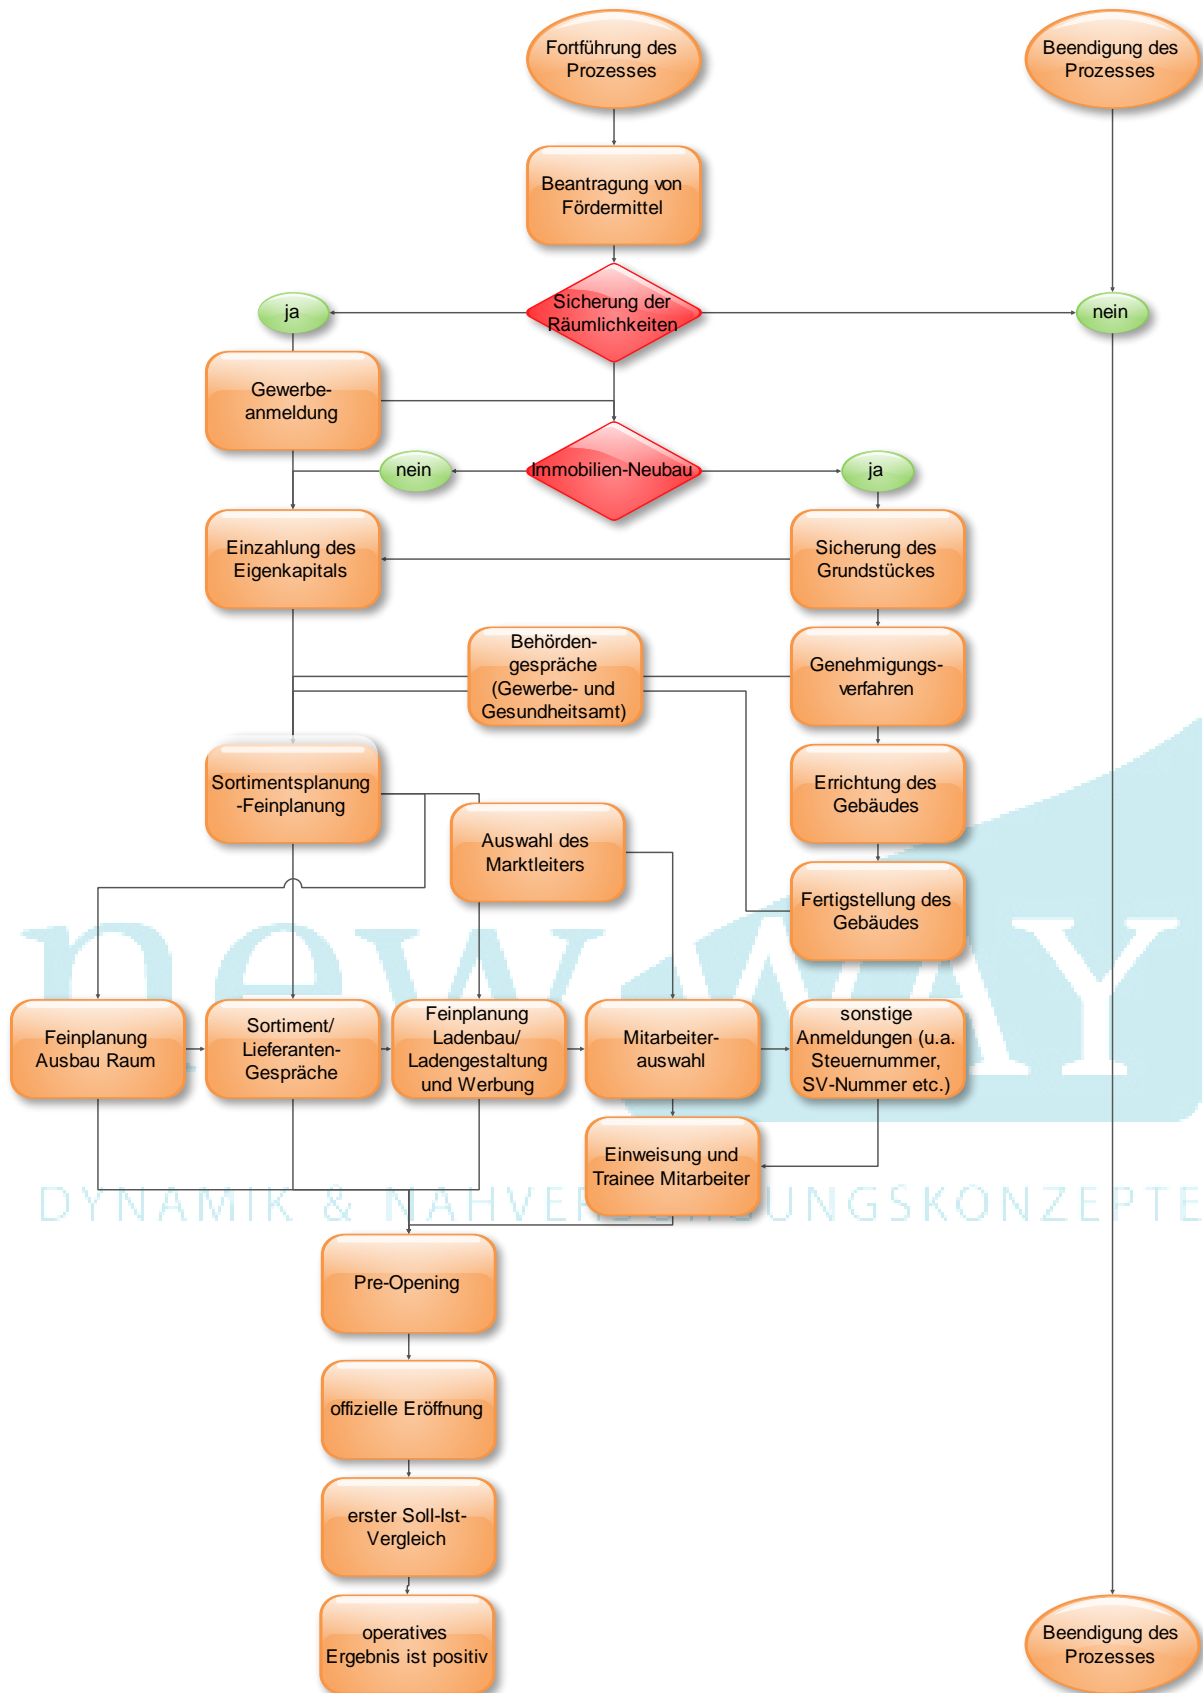 Fortführung des
Prozesses
Beendigung des
Prozesses
Beantragung von
Fördermittel
Sicherung der
Räumlichkeiten
ja
nein
Gewerbe-
anmeldung
Immobilien-Neubau
nein
ja
Einzahlung des
Eigenkapitals
Sicherung des
Grundstückes
Behörden-
gespräche
(Gewerbe- und
Gesundheitsamt)
Genehmigungs-
verfahren
Sortimentsplanung
-Feinplanung
Errichtung des
Gebäudes
Auswahl des
Marktleiters
Fertigstellung des
Gebäudes
new WAY
Feinplanung
Ausbau Raum
Sortiment/
Lieferanten-
Gespräche
Feinplanung
Ladenbau/
Ladengestaltung
und Werbung
Mitarbeiter-
auswahl
sonstige
Anmeldungen (u.a.
Steuernummer,
SV-Nummer etc.)
Einweisung und
Trainee Mitarbeiter
DYNAMIK & NAHVERSORGUNGSKONZEPTE
Pre-Opening
offizielle Eröffnung
erster Soll-Ist-
Vergleich
operatives
Ergebnis ist positiv
Beendigung des
Prozesses